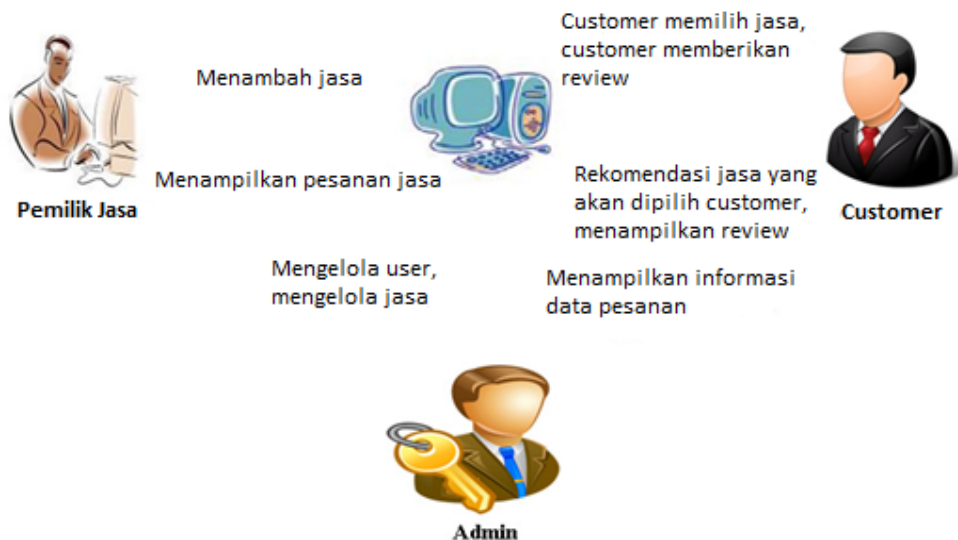 Customer memilih jasa,
customer memberikan
review
Menambah jasa
Menampilkan pesanan jasa
Rekomendasi jasa yang
akan dipilih customer,
menampilkan review
Pemilik Jasa
Customer
Mengelola user,
mengelola jasa
Menampilkan informasi
data pesanan
Admin